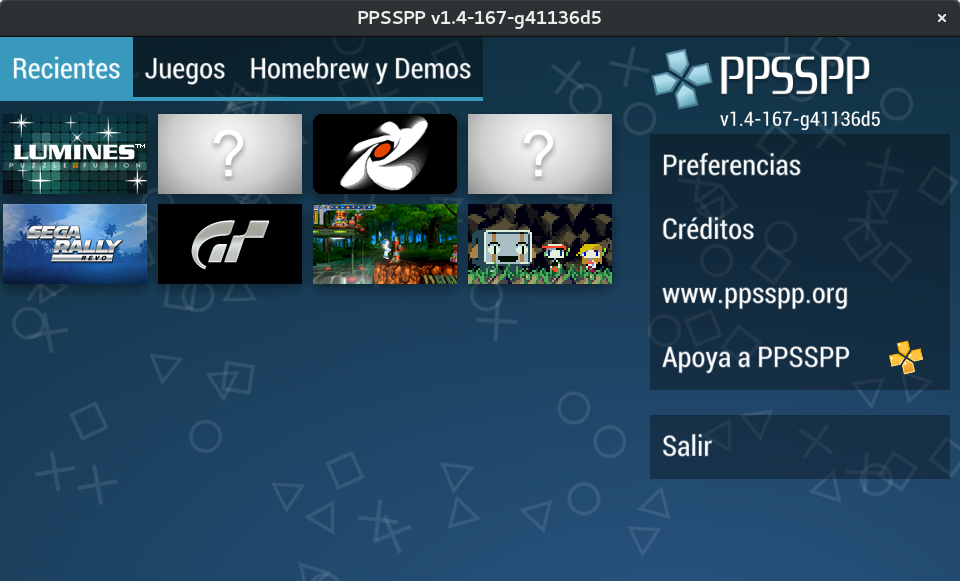 PPSSPP v1.4-167-g41136d5
×
Recientes Juegos Homebrew y Demos
PPSSPP
v1.4-167-g41136d5
LUMINES™
PUZZLE FUSION
?
?
SEGA
RALLY
REVO
GT
Preferencias
Créditos
www.ppsspp.org
Apoya a PPSSPP
Salir